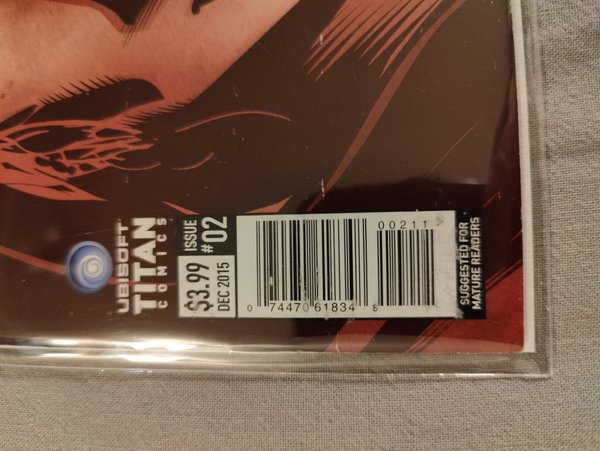 UBISOFT
TITAN
COMICS
ISSUE
#02
$3.99
DEC 2015
00211>
0 74470 61834 8
SUGGESTED FOR
MATURE READERS